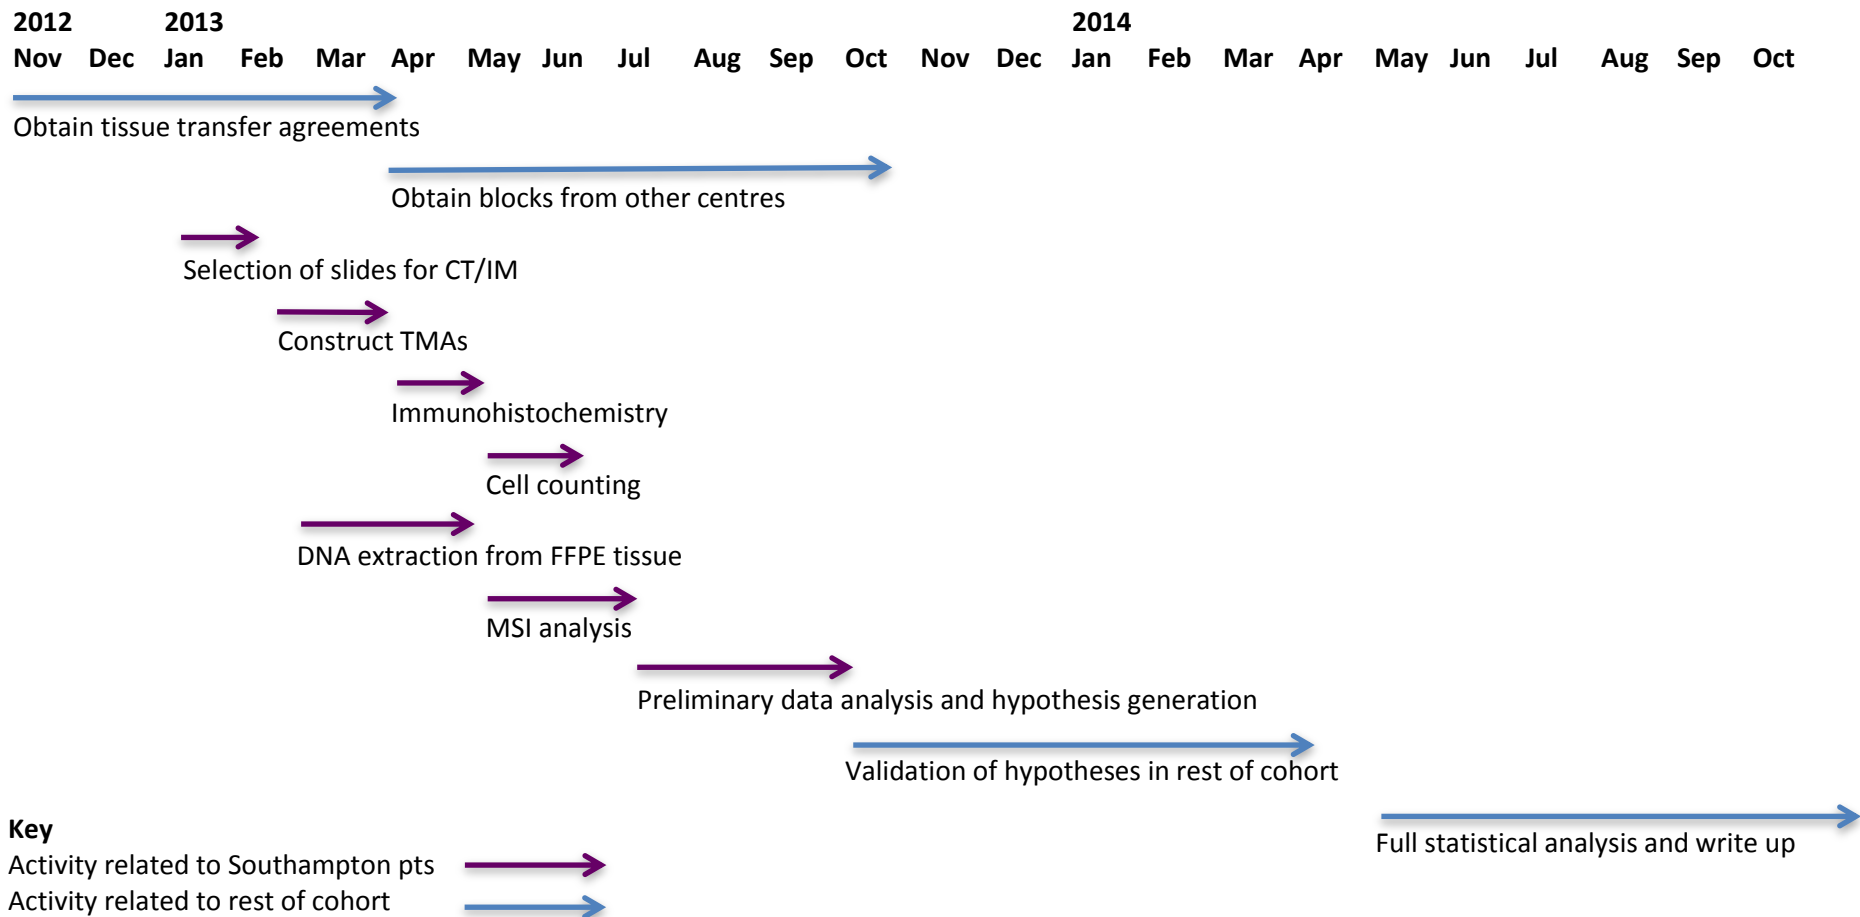 2012 2013 2014
Nov Dec Jan Feb Mar Apr May Jun Jul Aug Sep Oct Nov Dec Jan Feb Mar Apr May Jun Jul Aug Sep Oct
Obtain tissue transfer agreements
Obtain blocks from other centres
Selection of slides for CT/IM
Construct TMAs
Immunohistochemistry
Cell counting
DNA extraction from FFPE tissue
MSI analysis
Preliminary data analysis and hypothesis generation
Validation of hypotheses in rest of cohort
Full statistical analysis and write up
Key
Activity related to Southampton pts
Activity related to rest of cohort